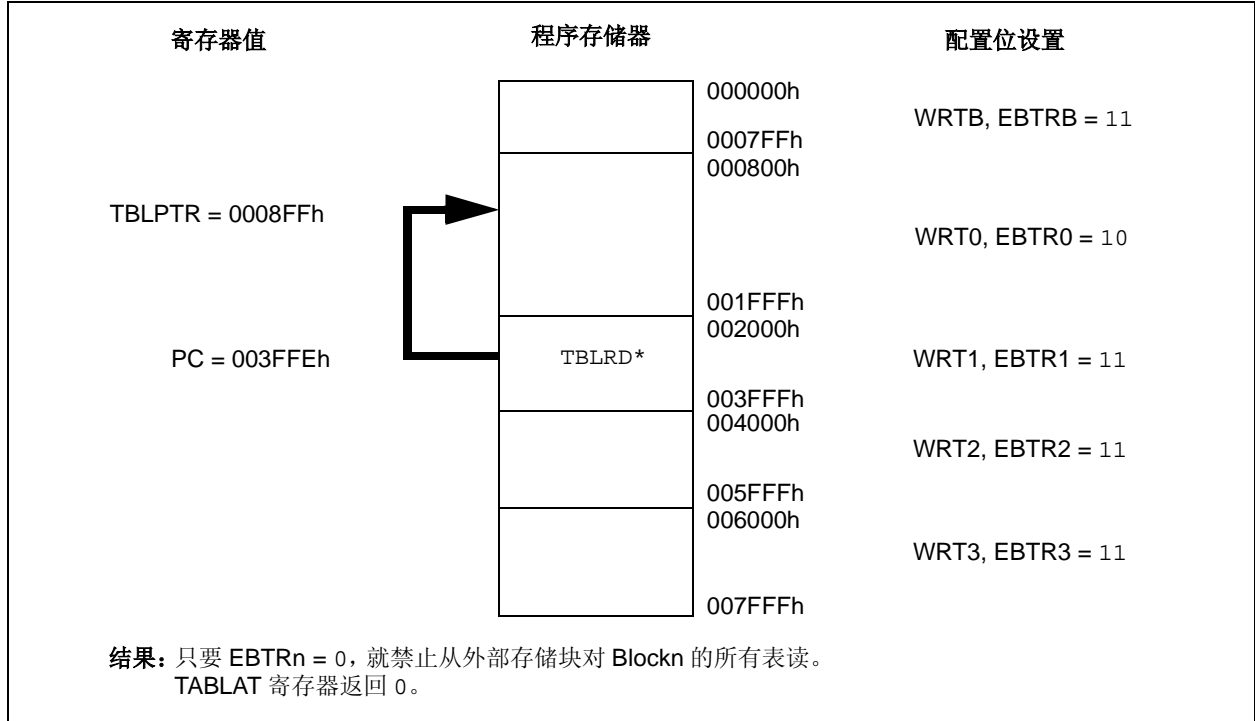 寄存器值 程序存储器 配置位设置
000000h
WRTB, EBTRB = 11
0007FFh
000800h
TBLPTR = 0008FFh
WRT0, EBTR0 = 10
001FFFh
002000h
PC = 003FFEh TBLRD* WRT1, EBTR1 = 11
003FFFh
004000h
WRT2, EBTR2 = 11
005FFFh
006000h
WRT3, EBTR3 = 11
007FFFh
结果: 只要 EBTRn = 0，就禁止从外部存储块对 Blockn 的所有表读。
TABLAT 寄存器返回 0。